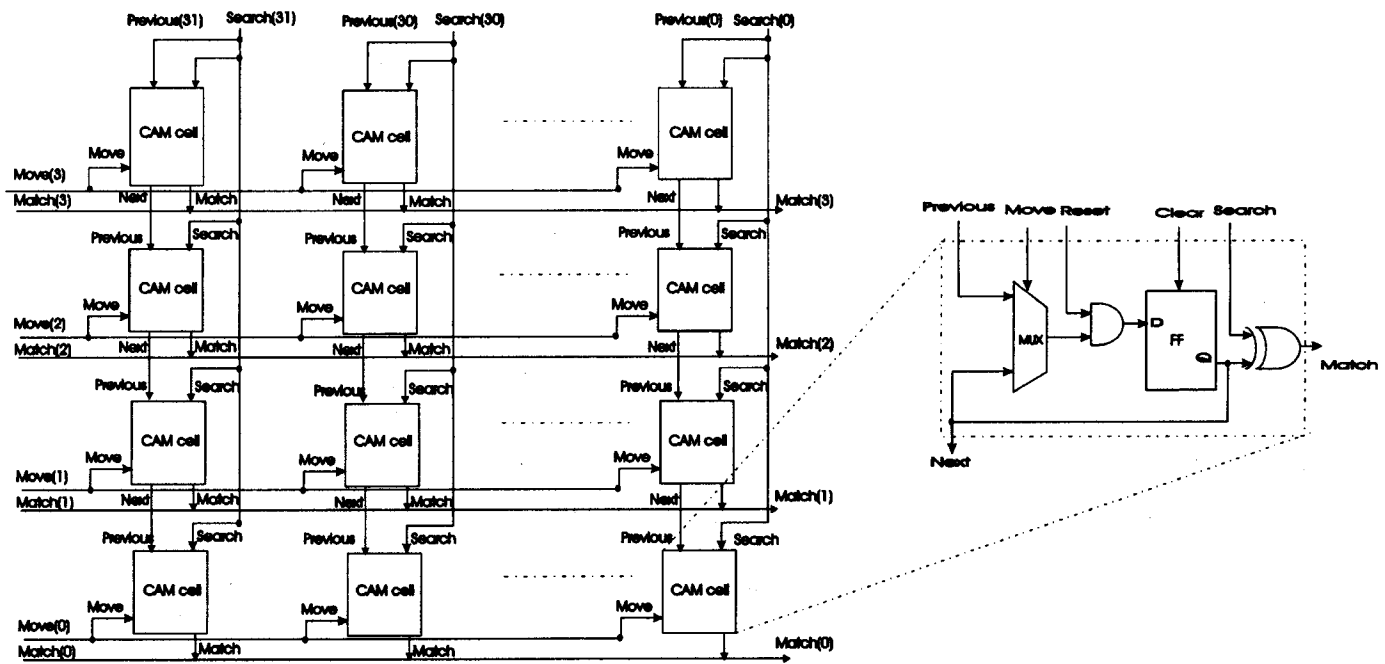 Previous(31) Search(31) Previous(30) Search(30) Previous(0) Search(0)
CAM cell CAM cell CAM cell
Move Move Move
Move(3)
Next Match Next Match Next
Match(3) Match(3)
Previous Search Previous Search Previous Search
CAM cell CAM cell CAM cell
Move Move Move
Move(2)
Next Match Next Match Next
Match(2) Match(2)
Previous Search Previous Search Previous Search
CAM cell CAM cell CAM cell
Move Move Move
Move(1)
Next Match Next Match Next
Match(1) Match(1)
Previous Search Previous Search Previous Search
CAM cell CAM cell CAM cell
Move Move Move
Move(0)
Match Match
Match(0) Match(0)
Previous Move Reset Clear Search
MUX D FF Q
Match
Next